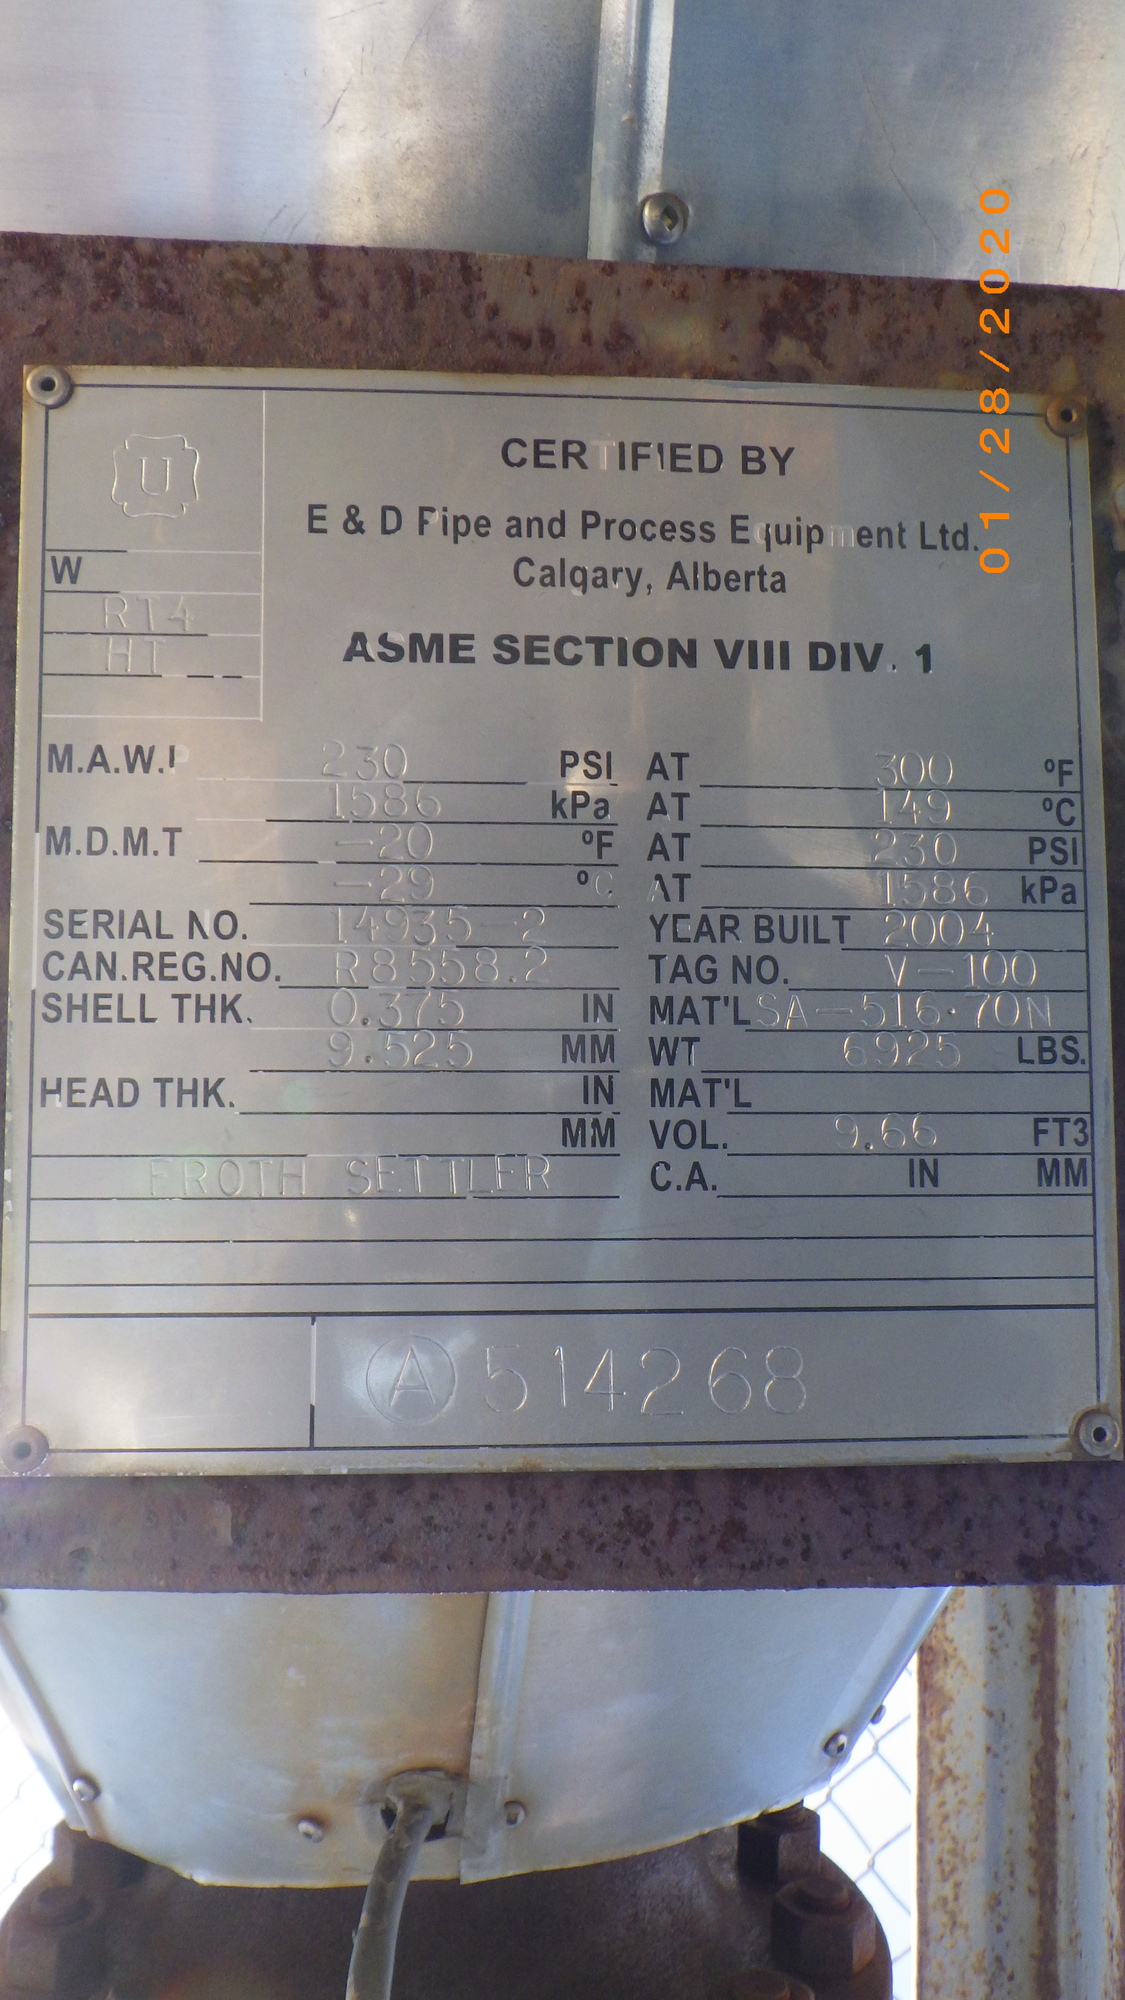 01/28/2020
U
CERTIFIED BY
E & D Pipe and Process Equipment Ltd.
Calgary, Alberta
W
RT4
HT
ASME SECTION VIII DIV. 1
M.A.W.P 230 PSI AT 300 ºF
1586 kPa AT 149 ºC
M.D.M.T -20 ºF AT 230 PSI
-29 ºC AT 1586 kPa
SERIAL NO. 14935-2 YEAR BUILT 2004
CAN.REG.NO. R8558.2 TAG NO. V-100
SHELL THK. 0.375 IN MAT'L SA-516-70N
9.525 MM WT 6925 LBS.
HEAD THK. IN MAT'L
MM VOL. 9.66 FT3
FROTH SETTLER C.A. IN MM
A 514268